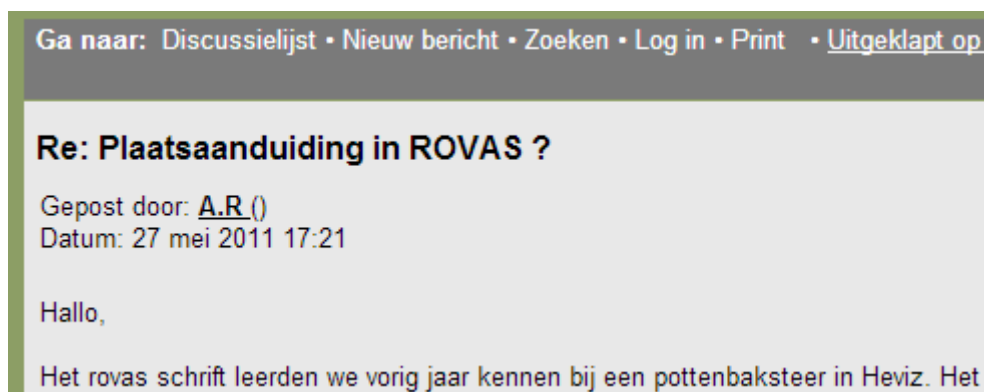 Ga naar: Discussielijst • Nieuw bericht • Zoeken • Log in • Print • Uitgeklapt op
Re: Plaatsaanduiding in ROVAS ?
Gepost door: A.R ()
Datum: 27 mei 2011 17:21
Hallo,
Het rovas schrift leerden we vorig jaar kennen bij een pottenbaksteer in Heviz. Het